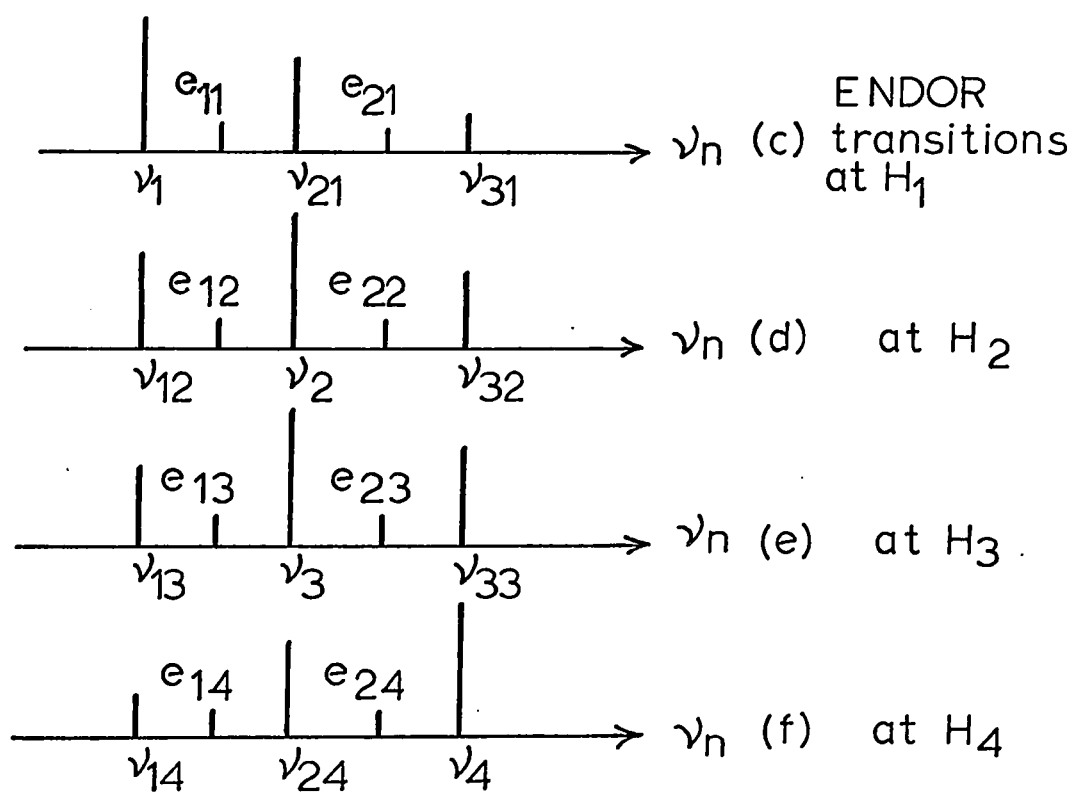 e11 e21 ENDOR
νn (c) transitions
at H1
ν1 ν21 ν31
e12 e22
νn (d) at H2
ν12 ν2 ν32
e13 e23
νn (e) at H3
ν13 ν3 ν33
e14 e24
νn (f) at H4
ν14 ν24 ν4